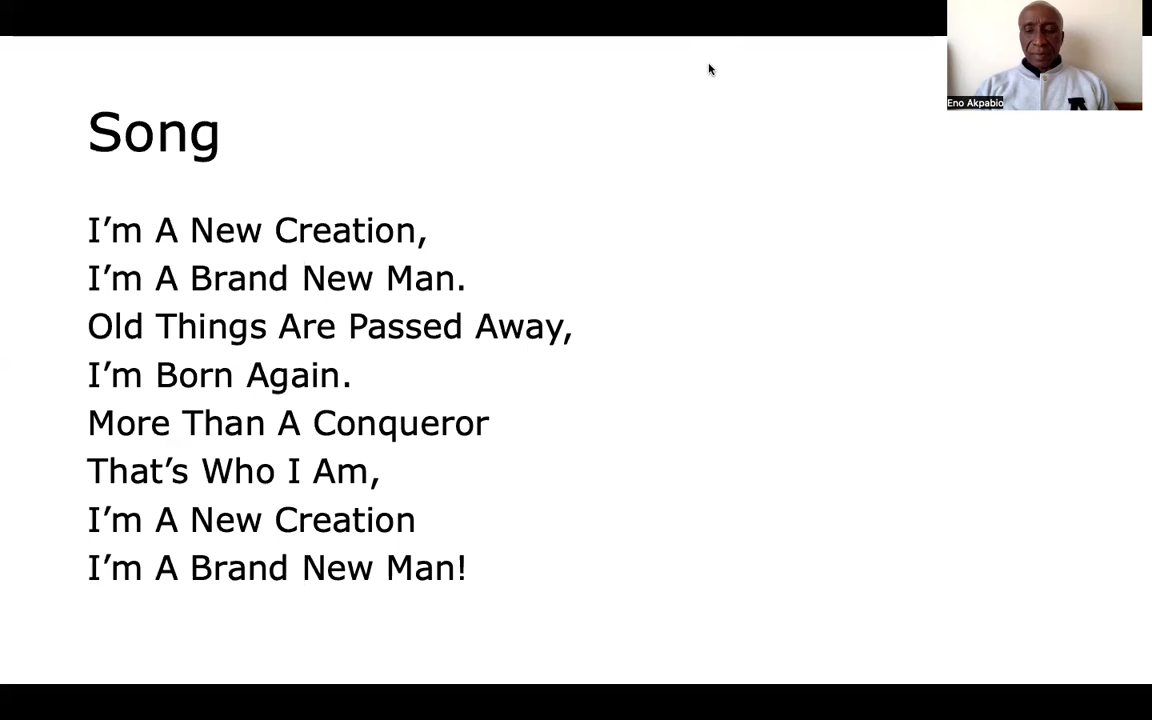 Eno Akpabio
Song
I’m A New Creation,
I’m A Brand New Man.
Old Things Are Passed Away,
I’m Born Again.
More Than A Conqueror
That’s Who I Am,
I’m A New Creation
I’m A Brand New Man!